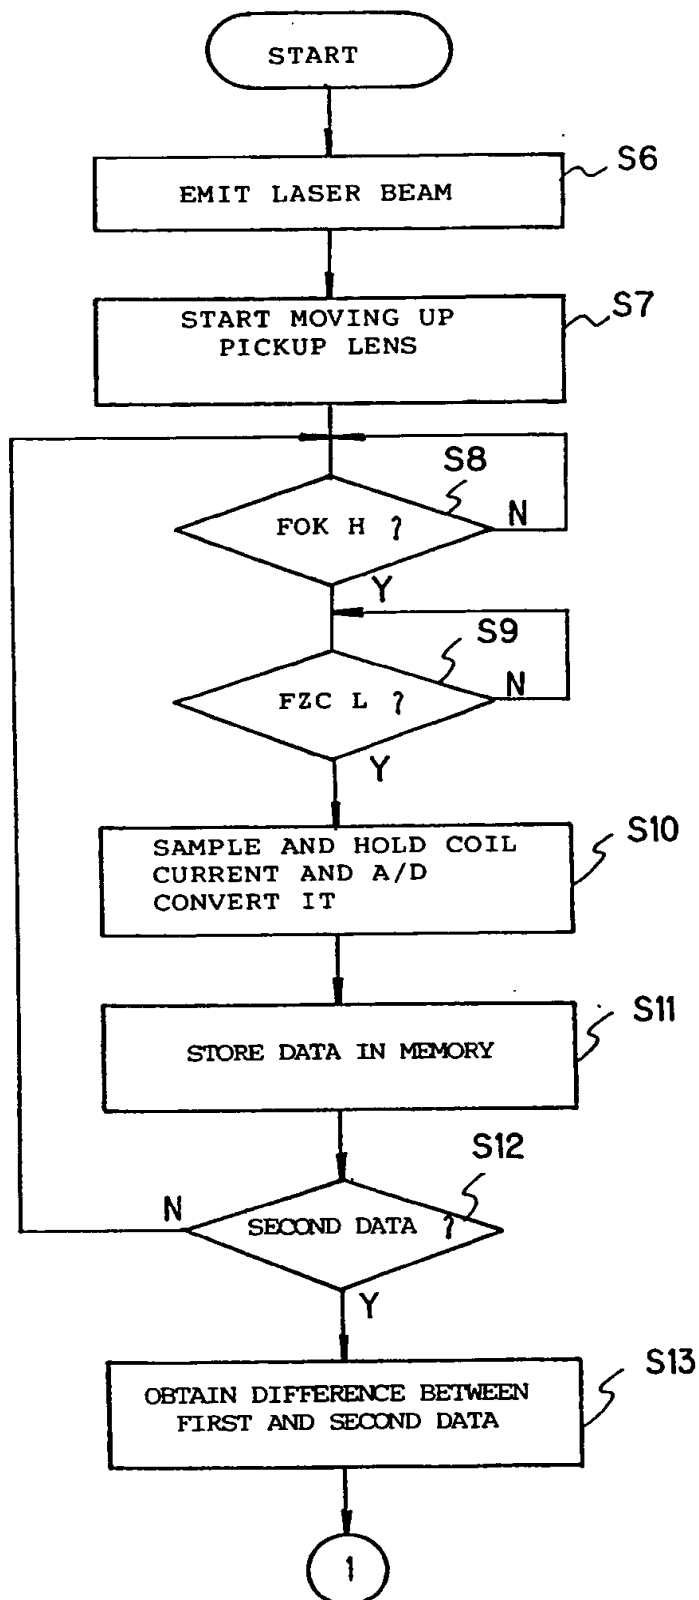 START
EMIT LASER BEAM
S6
START MOVING UP
PICKUP LENS
S7
S8
FOK H ?
N
Y
S9
FZC L ?
N
Y
SAMPLE AND HOLD COIL
CURRENT AND A/D
CONVERT IT
S10
STORE DATA IN MEMORY
S11
S12
N
SECOND DATA ?
Y
OBTAIN DIFFERENCE BETWEEN
FIRST AND SECOND DATA
S13
1